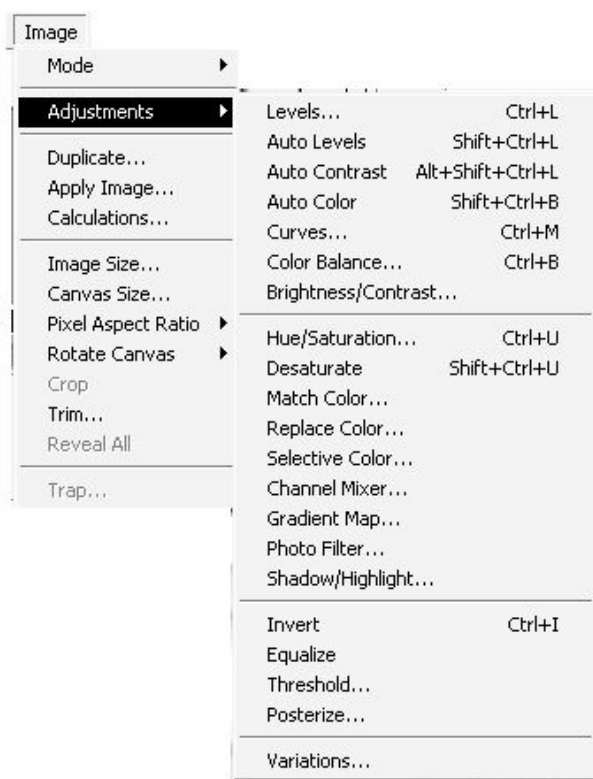 Image
Mode
Adjustments
Duplicate...
Apply Image...
Calculations...
Image Size...
Canvas Size...
Pixel Aspect Ratio
Rotate Canvas
Crop
Trim...
Reveal All
Trap...
Levels... Ctrl+L
Auto Levels Shift+Ctrl+L
Auto Contrast Alt+Shift+Ctrl+L
Auto Color Shift+Ctrl+B
Curves... Ctrl+M
Color Balance... Ctrl+B
Brightness/Contrast...
Hue/Saturation... Ctrl+U
Desaturate Shift+Ctrl+U
Match Color...
Replace Color...
Selective Color...
Channel Mixer...
Gradient Map...
Photo Filter...
Shadow/Highlight...
Invert Ctrl+I
Equalize
Threshold...
Posterize...
Variations...